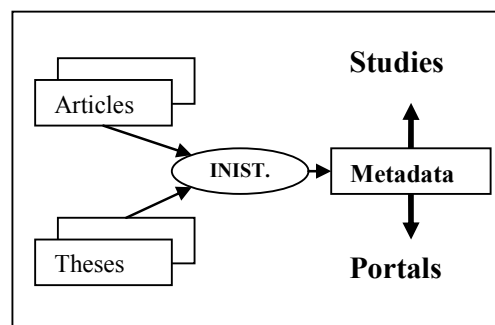 Studies
Articles
INIST.
Metadata
Theses
Portals